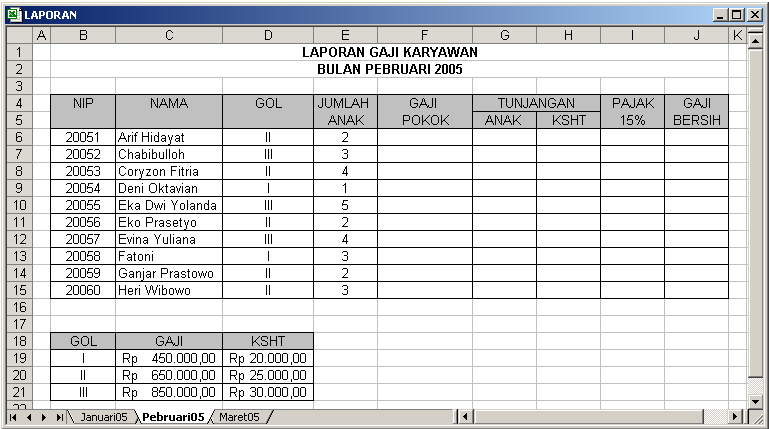 LAPORAN
A B C D E F G H I J K
1 LAPORAN GAJI KARYAWAN
2 BULAN PEBRUARI 2005
3
4 NIP NAMA GOL JUMLAH GAJI TUNJANGAN PAJAK GAJI
5 ANAK POKOK ANAK KSHT 15% BERSIH
6 20051 Arif Hidayat II 2
7 20052 Chabibulloh III 3
8 20053 Coryzon Fitria II 4
9 20054 Deni Oktavian I 1
10 20055 Eka Dwi Yolanda III 5
11 20056 Eko Prasetyo II 2
12 20057 Evina Yuliana III 4
13 20058 Fatoni I 3
14 20059 Ganjar Prastowo II 2
15 20060 Heri Wibowo II 3
16
17
18 GOL GAJI KSHT
19 I Rp 450.000,00 Rp 20.000,00
20 II Rp 650.000,00 Rp 25.000,00
21 III Rp 850.000,00 Rp 30.000,00
22
Januari05 Pebruari05 Maret05